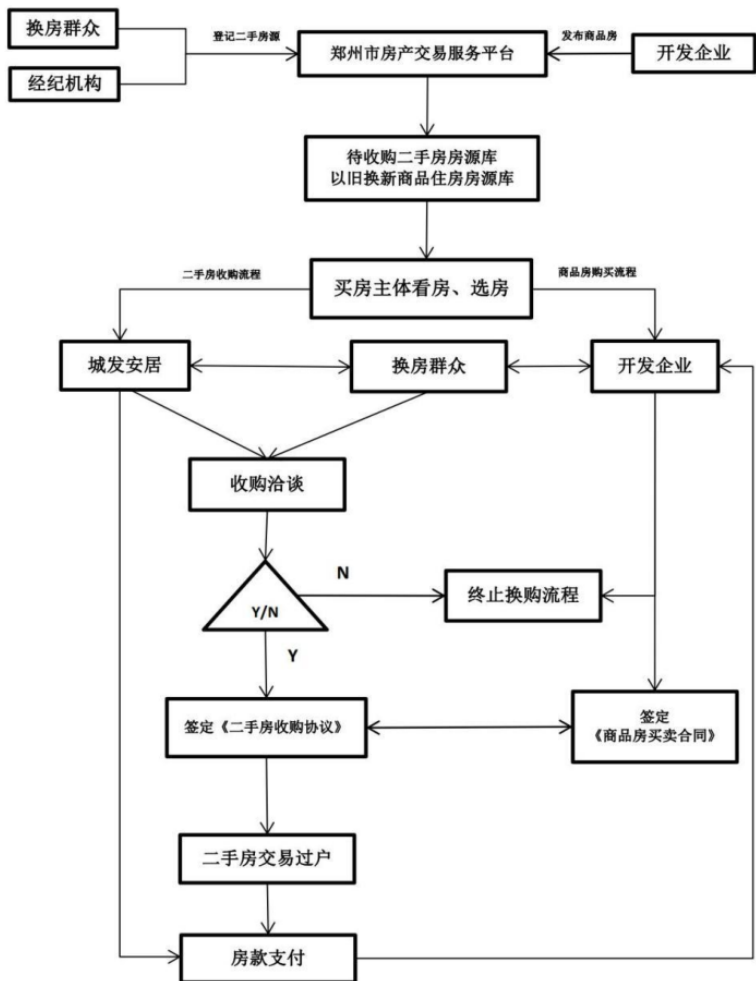 换房群众
经纪机构
登记二手房源
郑州市房产交易服务平台
发布商品房
开发企业
待收购二手房房源库
以旧换新商品住房房源库
二手房收购流程
买房主体看房、选房
商品房购买流程
城发安居
换房群众
开发企业
收购洽谈
Y/N
N
终止换购流程
Y
签定《二手房收购协议》
签定
《商品房买卖合同》
二手房交易过户
房款支付